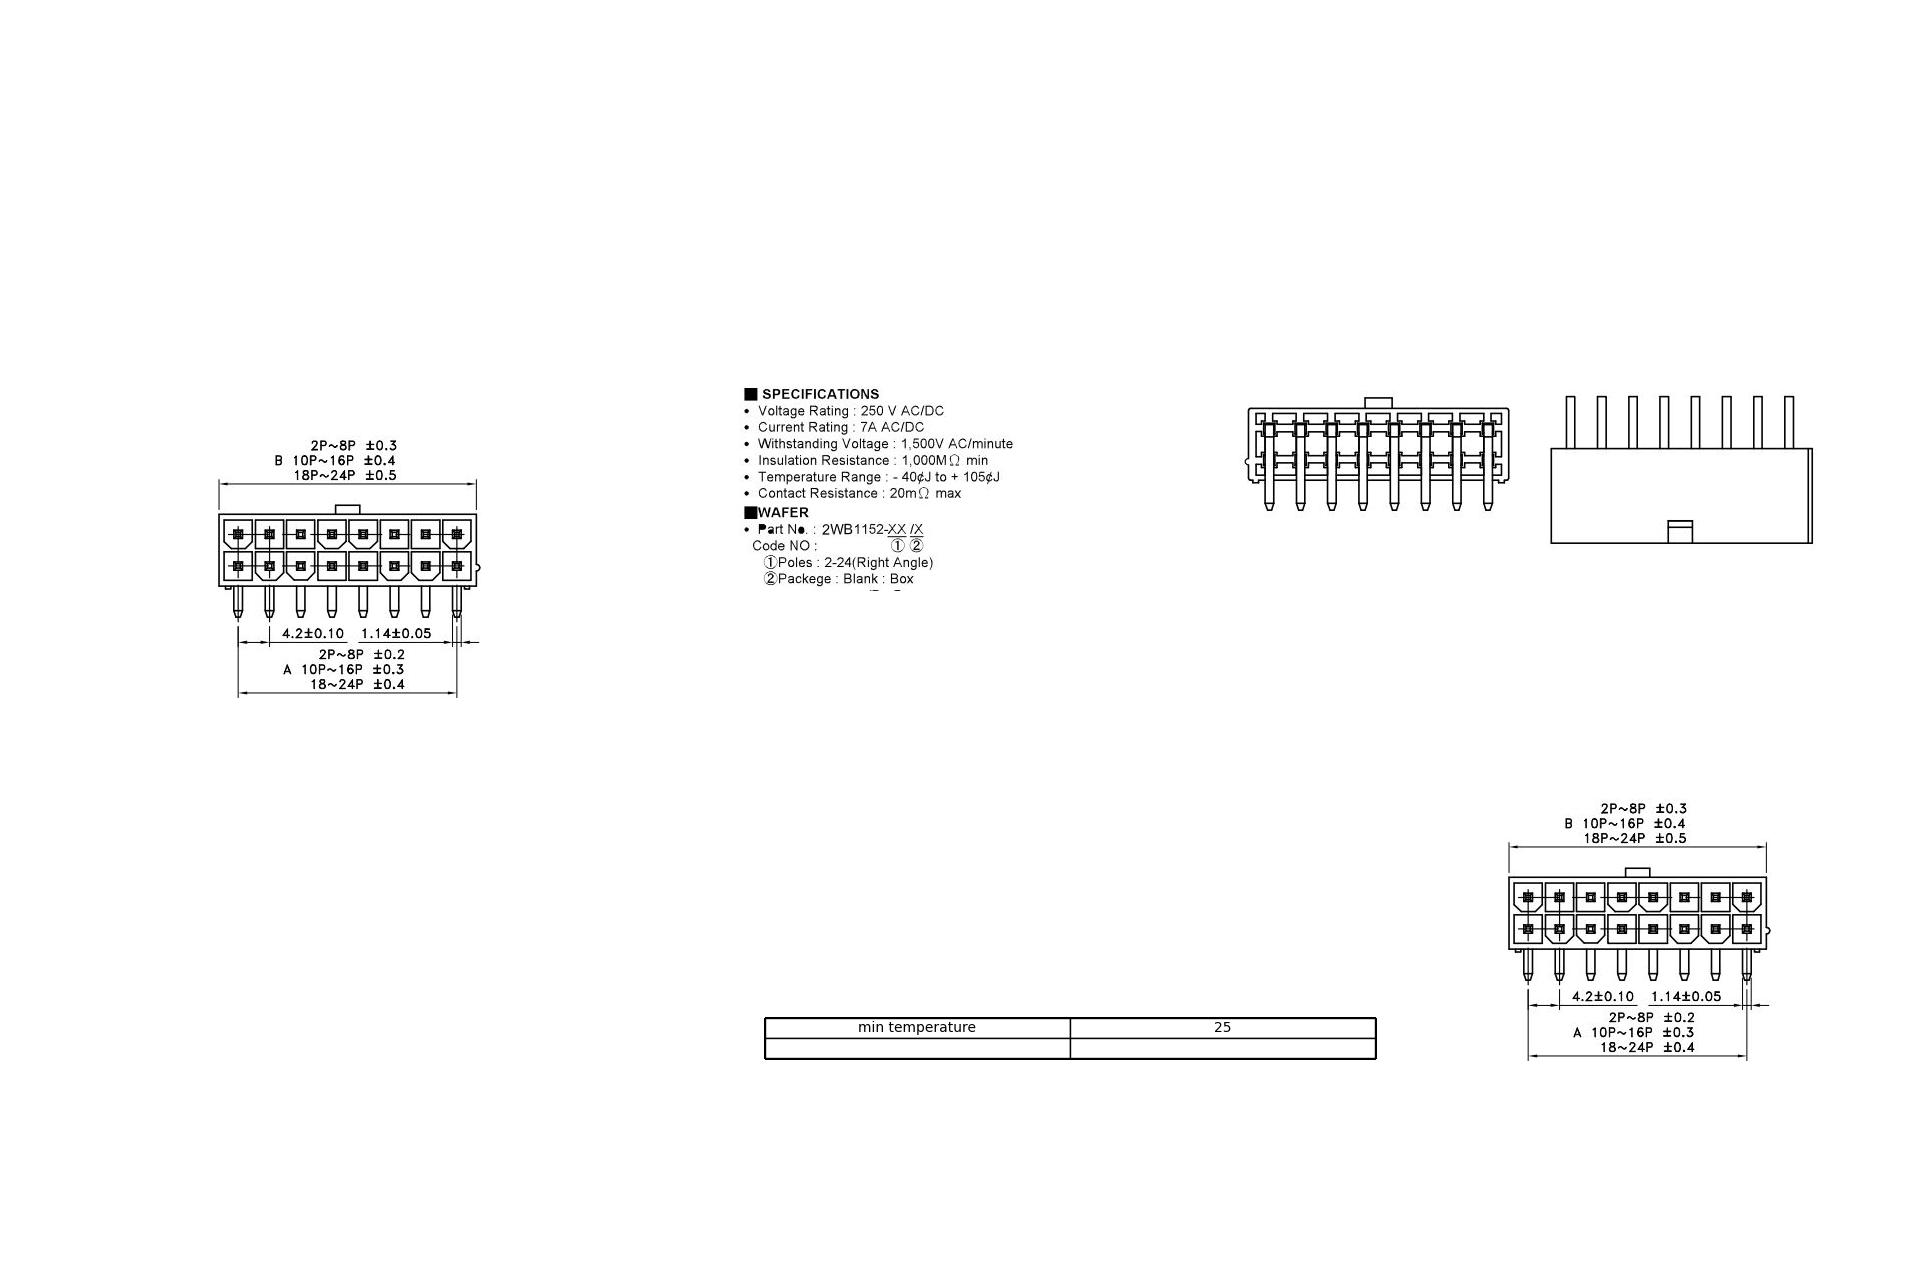 2P~8P ±0.3
B 10P~16P ±0.4
18P~24P ±0.5
4.2±0.10 1.14±0.05
2P~8P ±0.2
A 10P~16P ±0.3
18~24P ±0.4
■ SPECIFICATIONS
• Voltage Rating : 250 V AC/DC
• Current Rating : 7A AC/DC
• Withstanding Voltage : 1,500V AC/minute
• Insulation Resistance : 1,000MΩ min
• Temperature Range : - 40¢J to + 105¢J
• Contact Resistance : 20mΩ max
■WAFER
• Part No. : 2WB1152-XX /X
Code NO : ① ②
①Poles : 2-24(Right Angle)
②Packege : Blank : Box
2P~8P ±0.3
B 10P~16P ±0.4
18P~24P ±0.5
4.2±0.10 1.14±0.05
2P~8P ±0.2
A 10P~16P ±0.3
18~24P ±0.4
min temperature 25